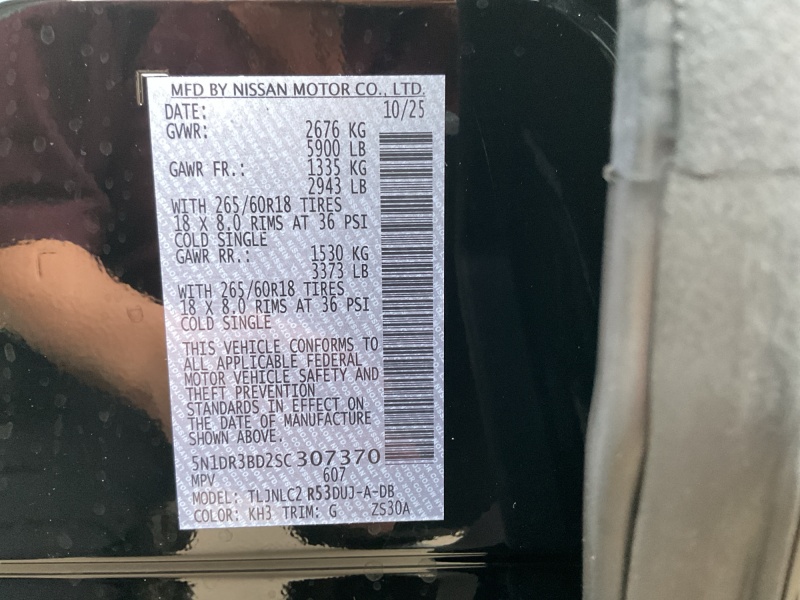 MFD BY NISSAN MOTOR CO., LTD.
DATE: 10/25
GVWR: 2676 KG
5900 LB
GAWR FR.: 1335 KG
2943 LB
WITH 265/60R18 TIRES
18 X 8.0 RIMS AT 36 PSI
COLD SINGLE
GAWR RR.: 1530 KG
3373 LB
WITH 265/60R18 TIRES
18 X 8.0 RIMS AT 36 PSI
COLD SINGLE
THIS VEHICLE CONFORMS TO
ALL APPLICABLE FEDERAL
MOTOR VEHICLE SAFETY AND
THEFT PREVENTION
STANDARDS IN EFFECT ON
THE DATE OF MANUFACTURE
SHOWN ABOVE.
5N1DR3BD2SC307370
MPV 607
MODEL: TLJNLC2 R53DUJ-A-DB
COLOR: KH3 TRIM: G ZS30A